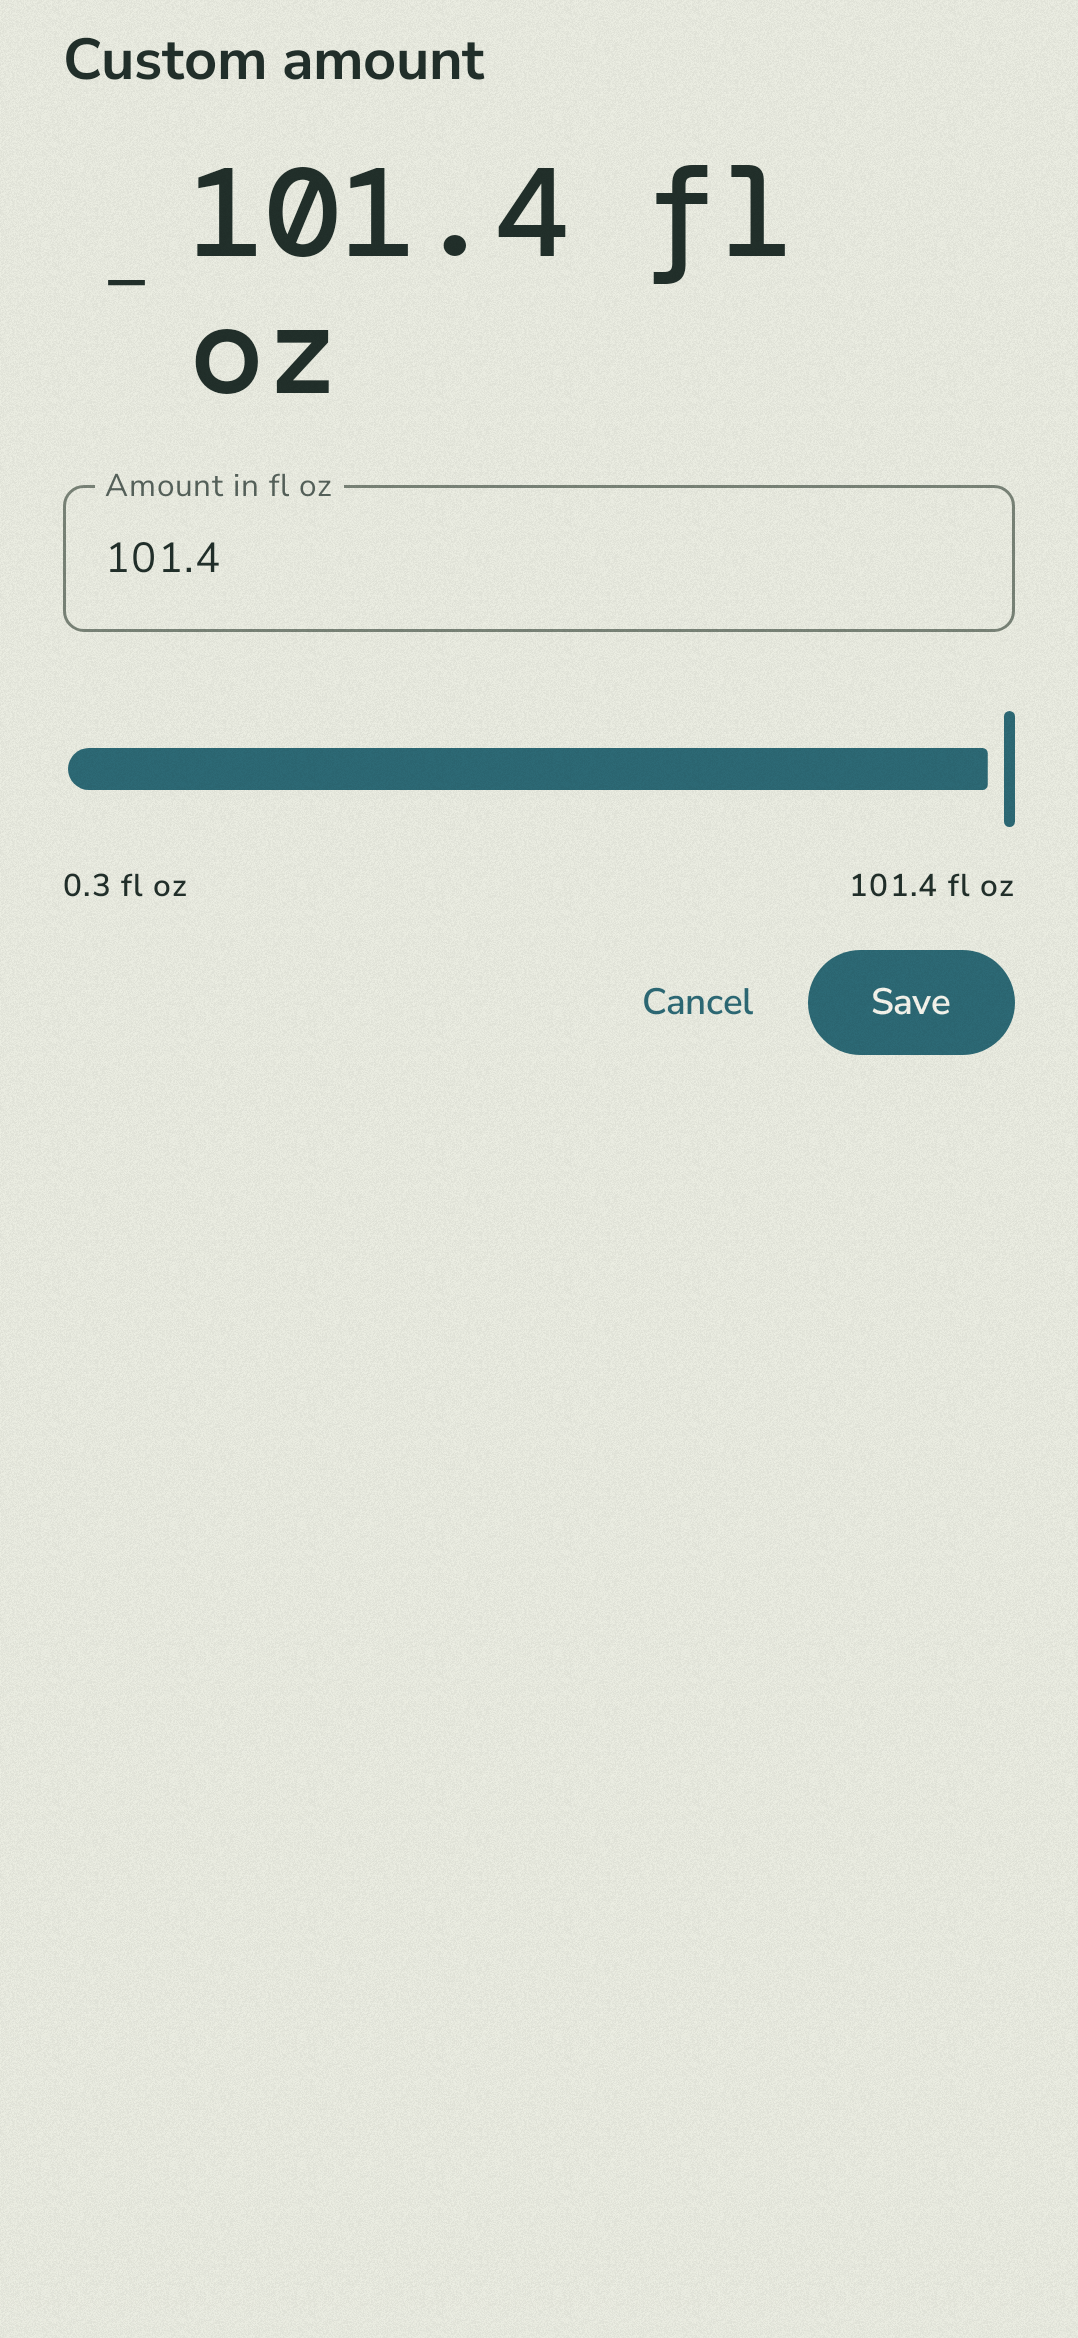 Custom amount
− 101.4 fl
oz
Amount in fl oz
101.4
0.3 fl oz
101.4 fl oz
Cancel
Save